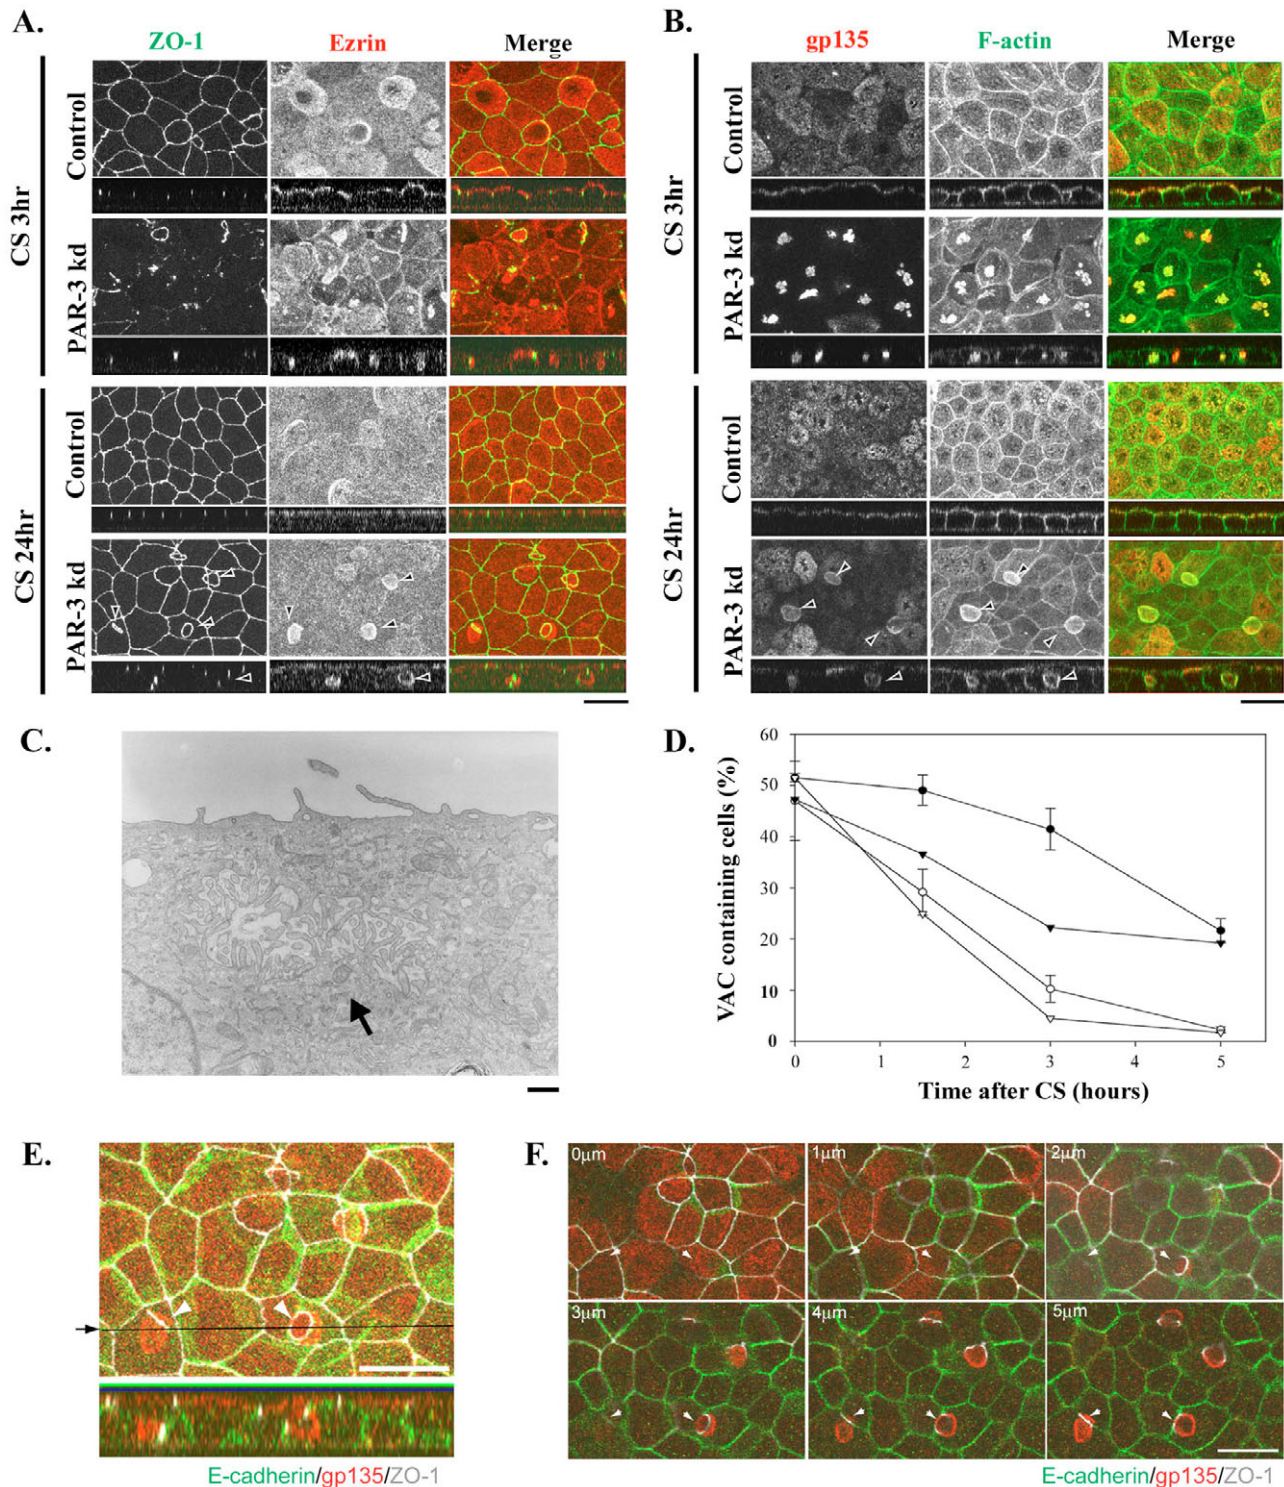 A.
ZO-1 Ezrin Merge
CS 3hr
Control
PAR-3 kd
CS 24hr
Control
PAR-3 kd
B.
gp135 F-actin Merge
CS 3hr
Control
PAR-3 kd
CS 24hr
Control
PAR-3 kd
C.
D.
VAC containing cells (%)
60
50
40
30
20
10
0
0 1 2 3 4 5
Time after CS (hours)
E.
E-cadherin/gp135/ZO-1
F.
0µm 1µm 2µm
3µm 4µm 5µm
E-cadherin/gp135/ZO-1